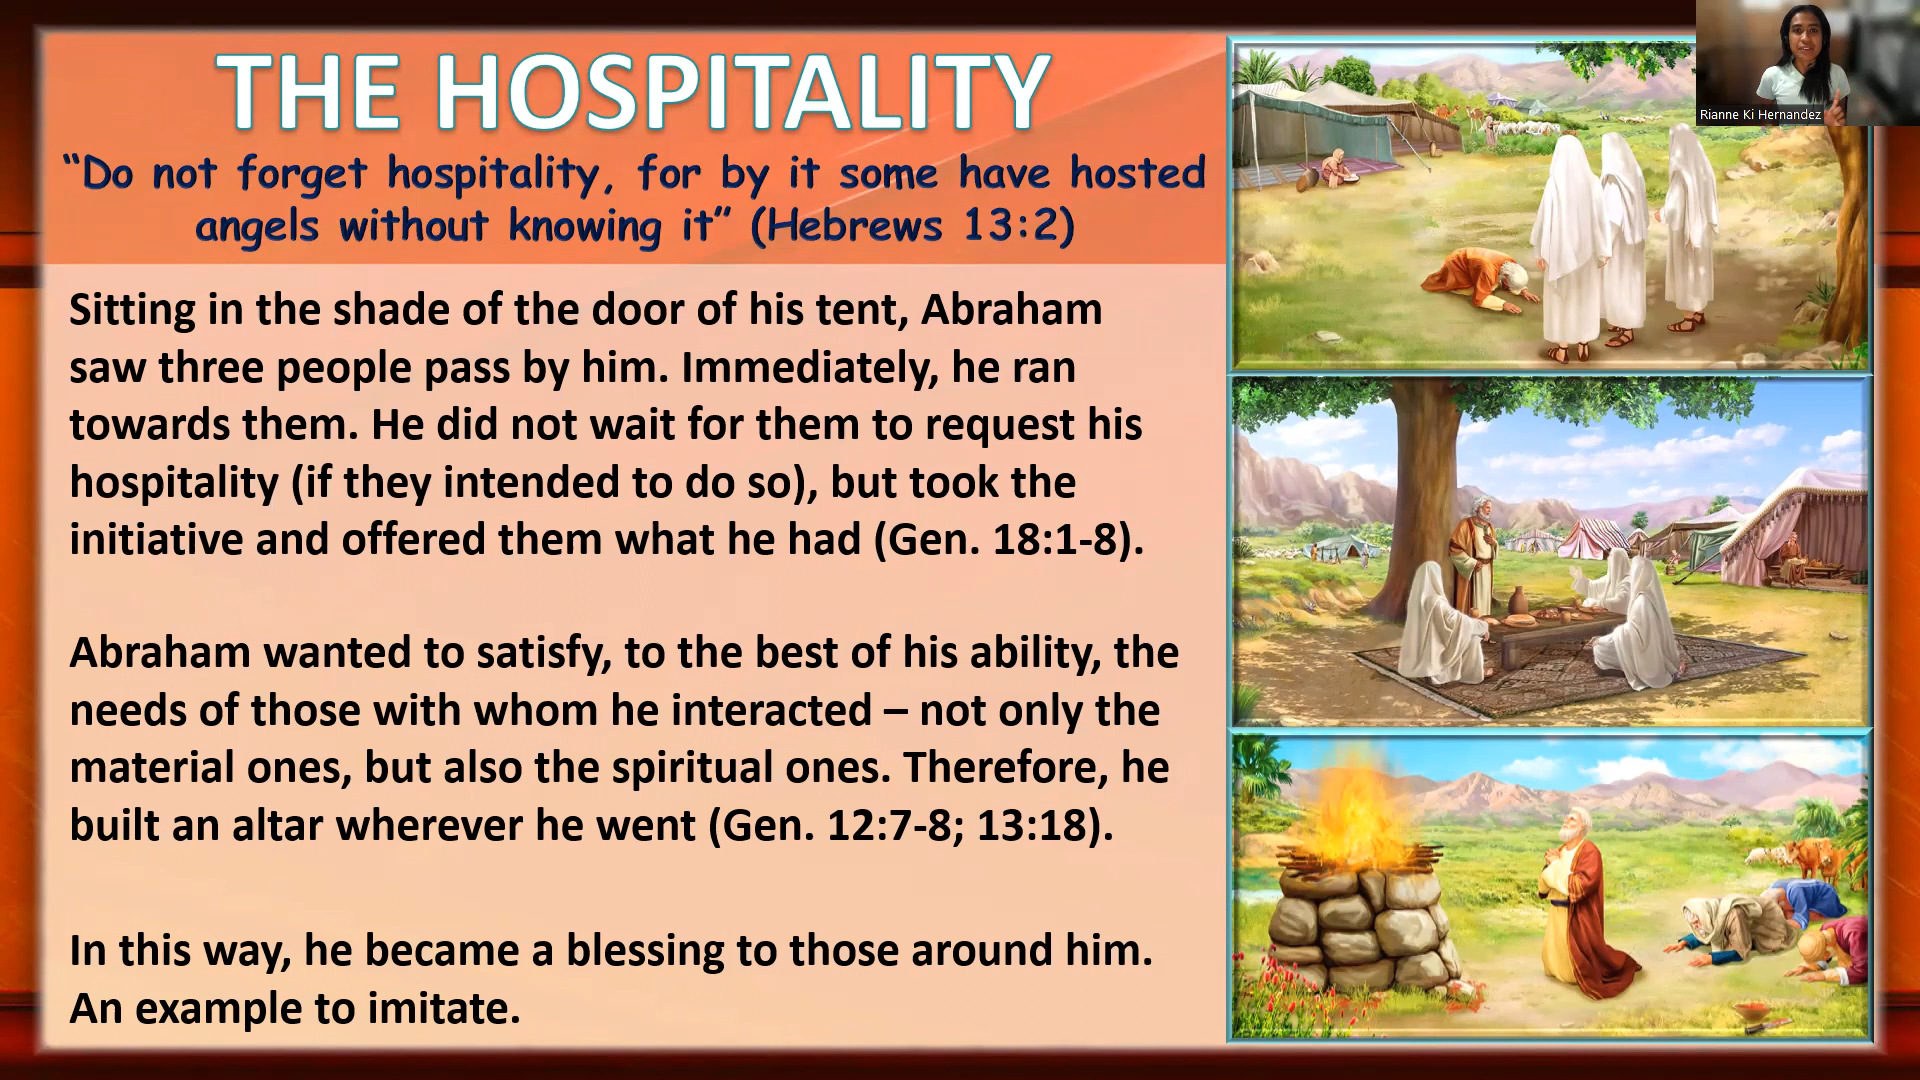 THE HOSPITALITY
“Do not forget hospitality, for by it some have hosted
angels without knowing it” (Hebrews 13:2)
Sitting in the shade of the door of his tent, Abraham
saw three people pass by him. Immediately, he ran
towards them. He did not wait for them to request his
hospitality (if they intended to do so), but took the
initiative and offered them what he had (Gen. 18:1-8).
Abraham wanted to satisfy, to the best of his ability, the
needs of those with whom he interacted – not only the
material ones, but also the spiritual ones. Therefore, he
built an altar wherever he went (Gen. 12:7-8; 13:18).
In this way, he became a blessing to those around him.
An example to imitate.
Rianne Ki Hernandez